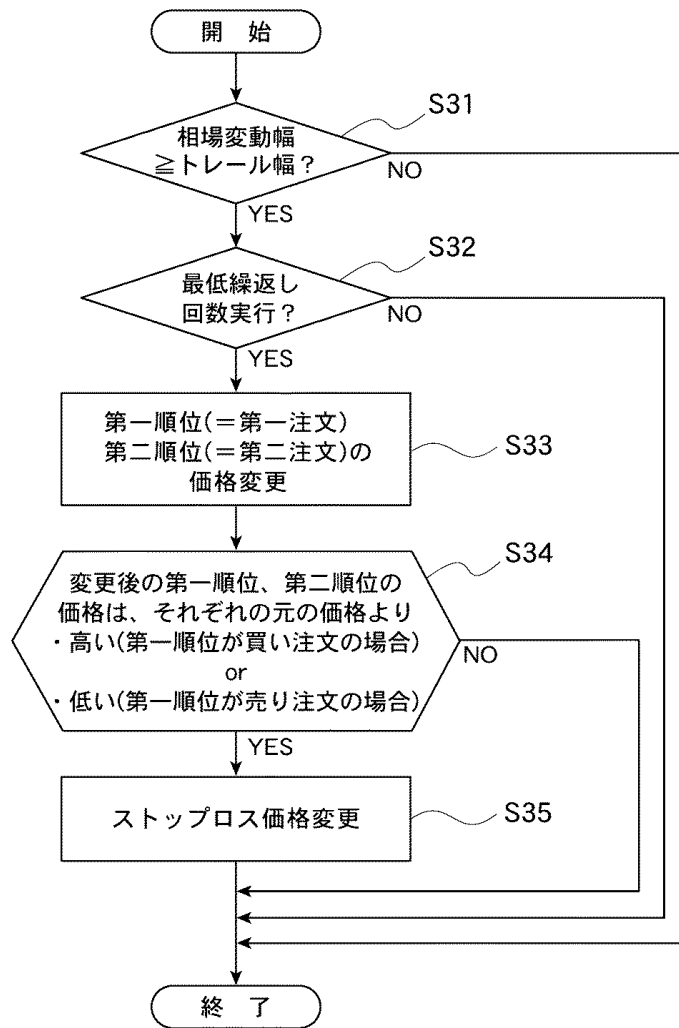 開 始
S31
相場変動幅
≧トレール幅？
NO
YES
S32
最低繰返し
回数実行？
NO
YES
第一順位(＝第一注文)
第二順位(＝第二注文)の
価格変更
S33
S34
変更後の第一順位、第二順位の
価格は、それぞれの元の価格より
・高い(第一順位が買い注文の場合)
or
・低い(第一順位が売り注文の場合)
NO
YES
ストップロス価格変更
S35
終 了